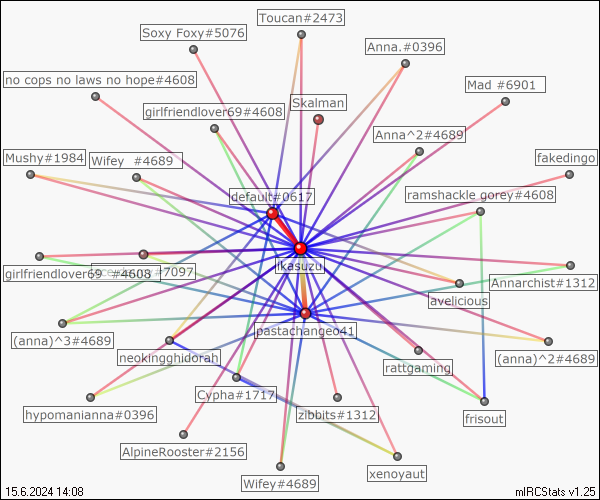 Toucan#2473
Soxy Foxy#5076
Anna.#0396
no cops no laws no hope#4608
Mad #6901
Skalman
girlfriendlover69#4608
Anna^2#4689
Mushy#1984
Wifey #4689
fakedingo
default#0617
ramshackle gorey#4608
ikasuzu
girlfriendlover69 #4608
#7097
Annarchist#1312
avelicious
pastachangeo41
(anna)^3#4689
neokingghidorah
(anna)^2#4689
rattgaming
Cypha#1717
hypomanianna#0396
zibbits#1312
frisout
AlpineRooster#2156
xenoyaut
Wifey#4689
15.6.2024 14:08
mIRCStats v1.25